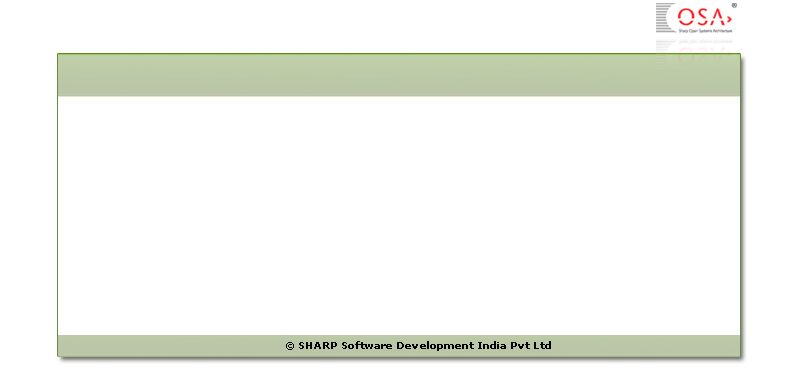 OSA®
Sharp Open Systems Architecture
© SHARP Software Development India Pvt Ltd